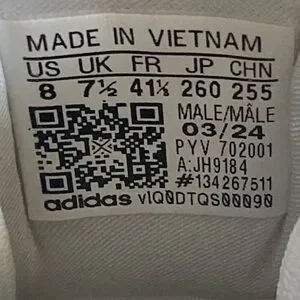 MADE IN VIETNAM
US UK FR JP CHN
8 7½ 41⅓ 260 255
MALE/MÂLE
03/24
PYV 702001
A:JH9184
#134267511
adidas vIQ0DTQS00090